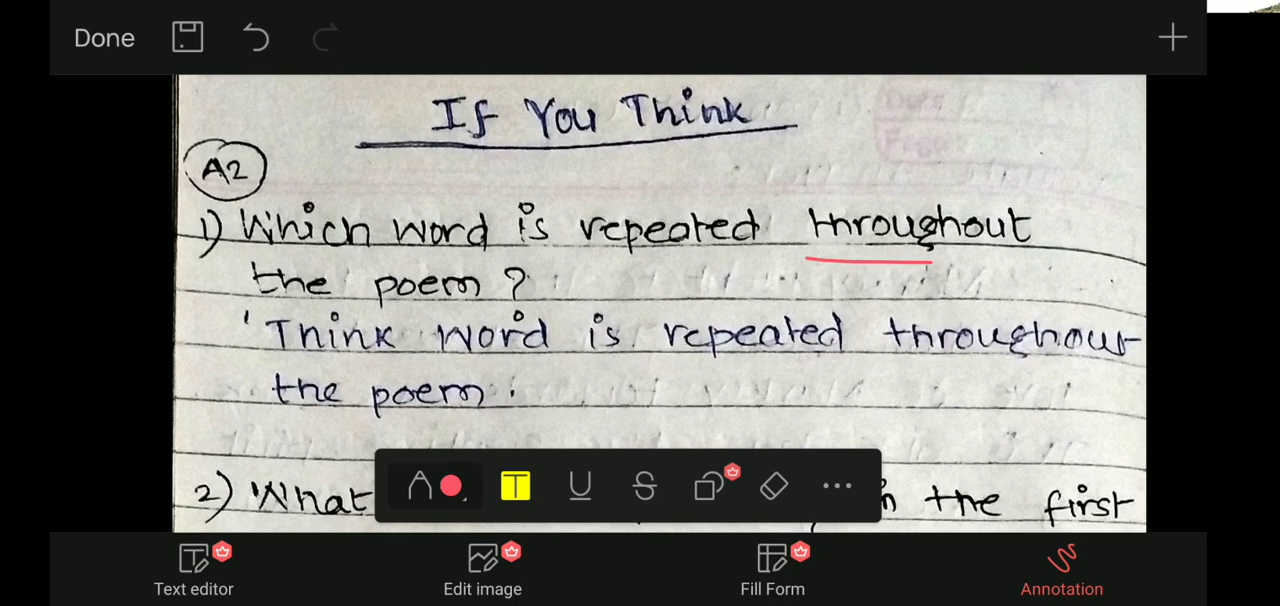 Done
If You Think
A2
1) Which word is repeated throughout
the poem?
'Think word is repeated throughout
the poem.
2) What the first
Text editor Edit image Fill Form Annotation